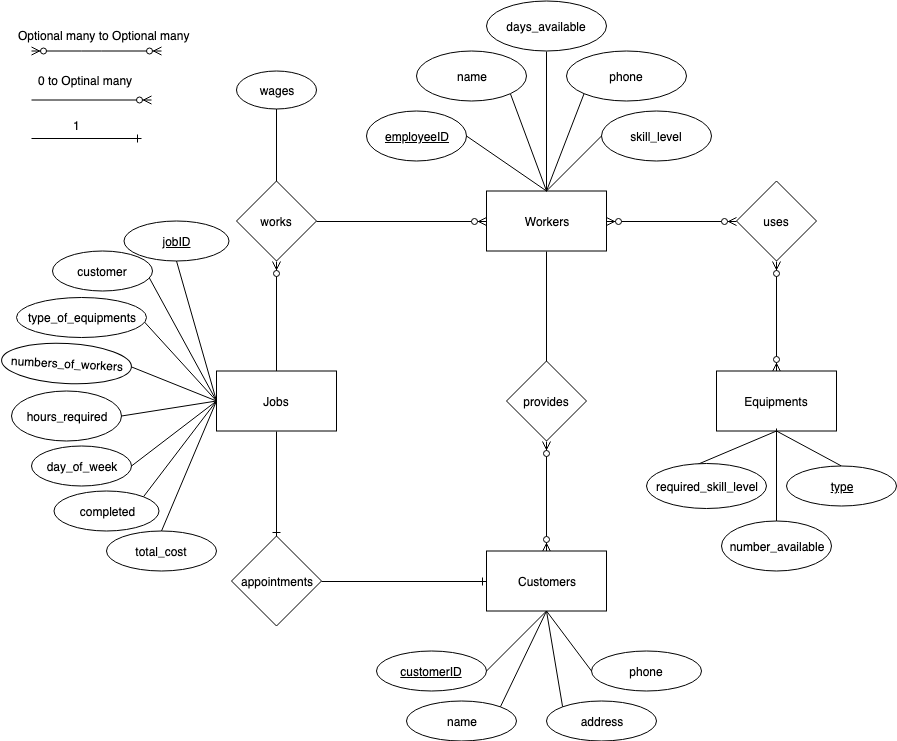 Optional many to Optional many
0 to Optinal many
1
days_available
name
phone
employeeID
skill_level
wages
works
Workers
uses
jobID
customer
type_of_equipments
numbers_of_workers
hours_required
day_of_week
completed
total_cost
Jobs
provides
Equipments
required_skill_level
type
number_available
appointments
Customers
customerID
phone
name
address